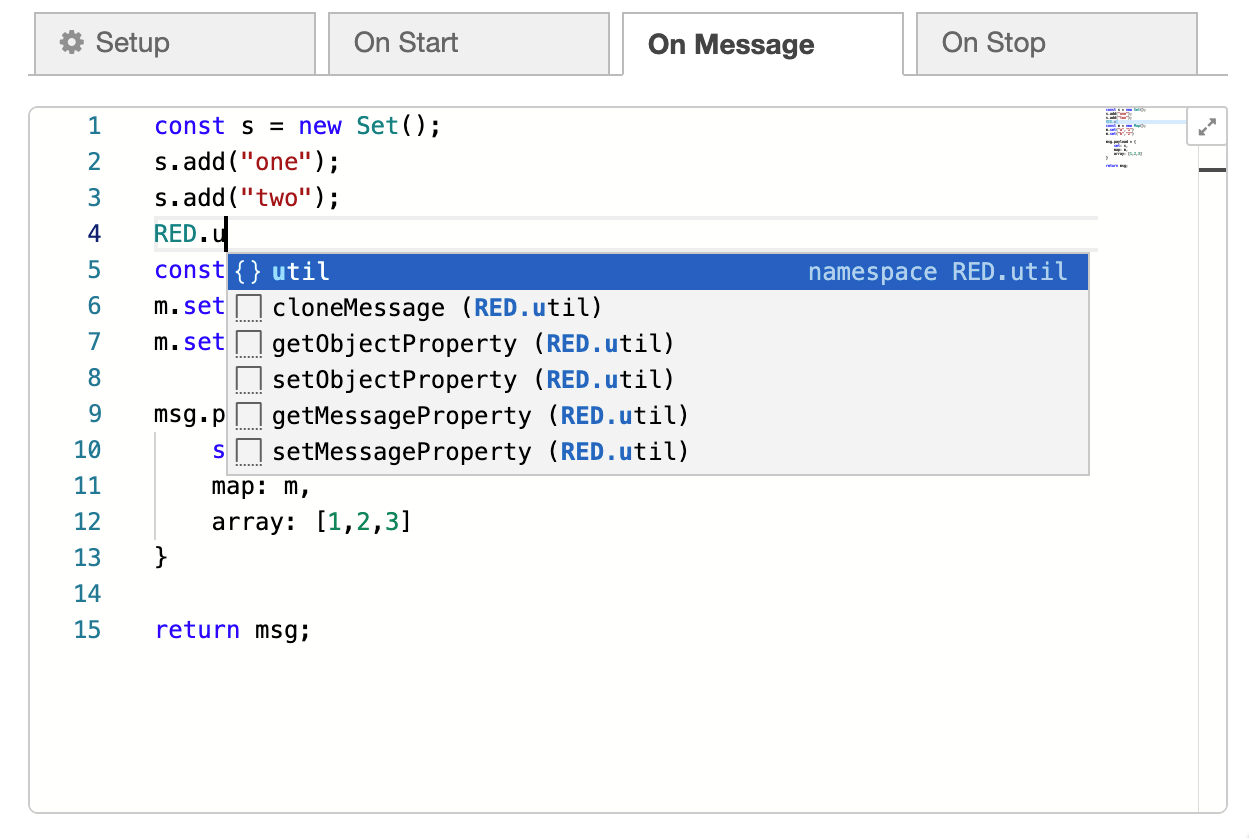 Setup
On Start
On Message
On Stop
1 const s = new Set();
2 s.add("one");
3 s.add("two");
4 RED.u
{} util namespace RED.util
cloneMessage (RED.util)
getObjectProperty (RED.util)
setObjectProperty (RED.util)
getMessageProperty (RED.util)
setMessageProperty (RED.util)
5 const
6 m.set
7 m.set
8
9 msg.p
10 s
11 map: m,
12 array: [1,2,3]
13 }
14
15 return msg;